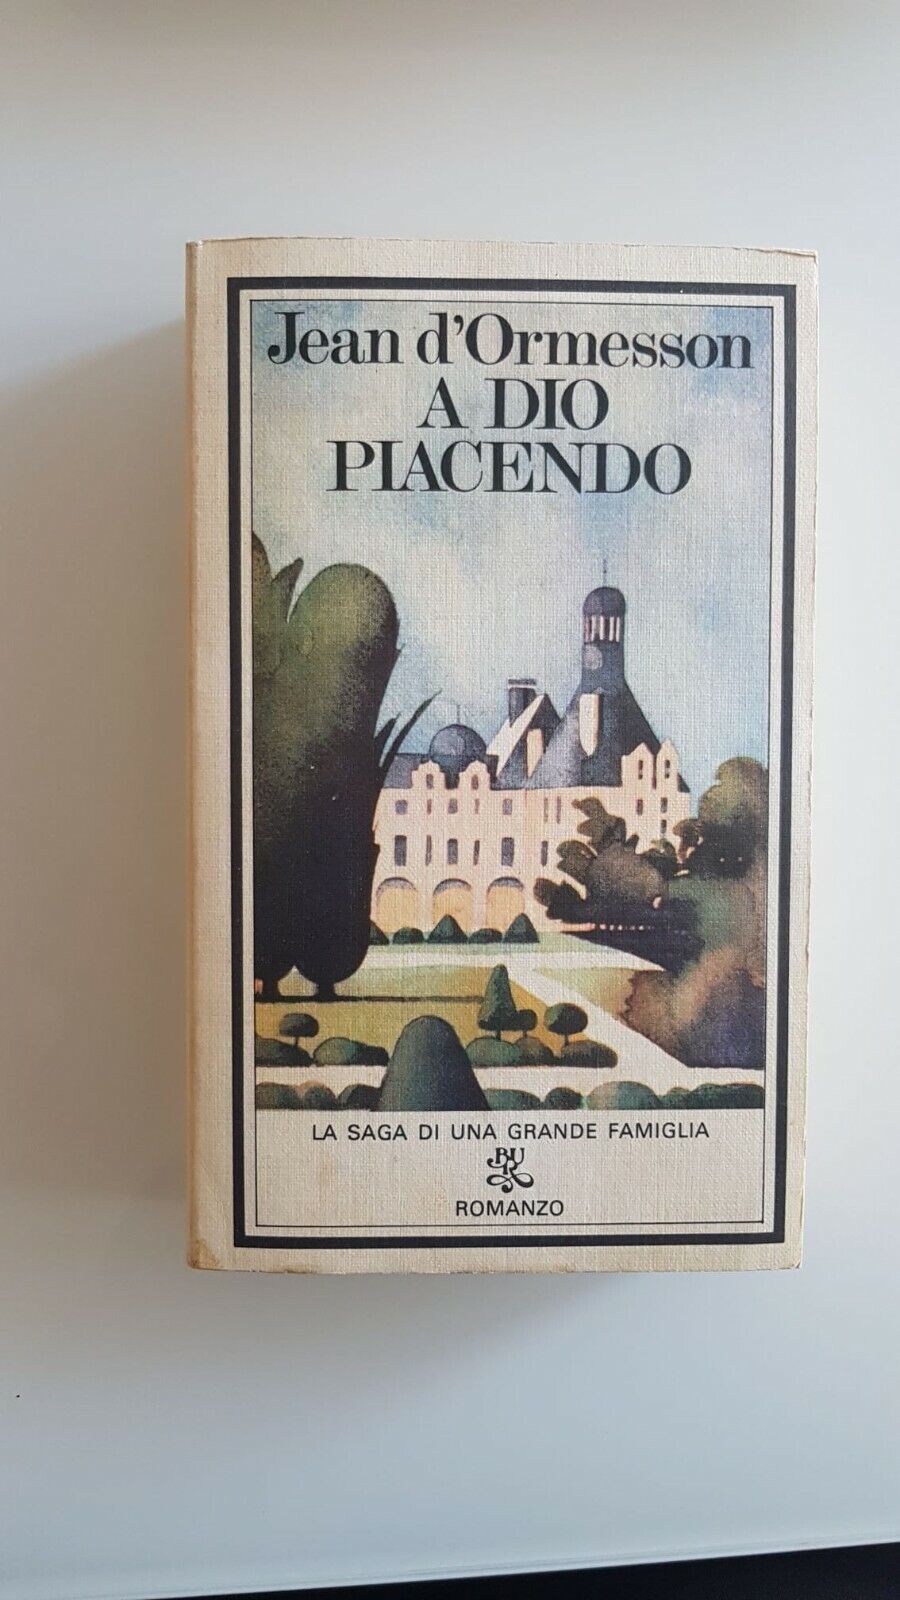 Jean d'Ormesson
A DIO
PIACENDO
LA SAGA DI UNA GRANDE FAMIGLIA
BUR
ROMANZO